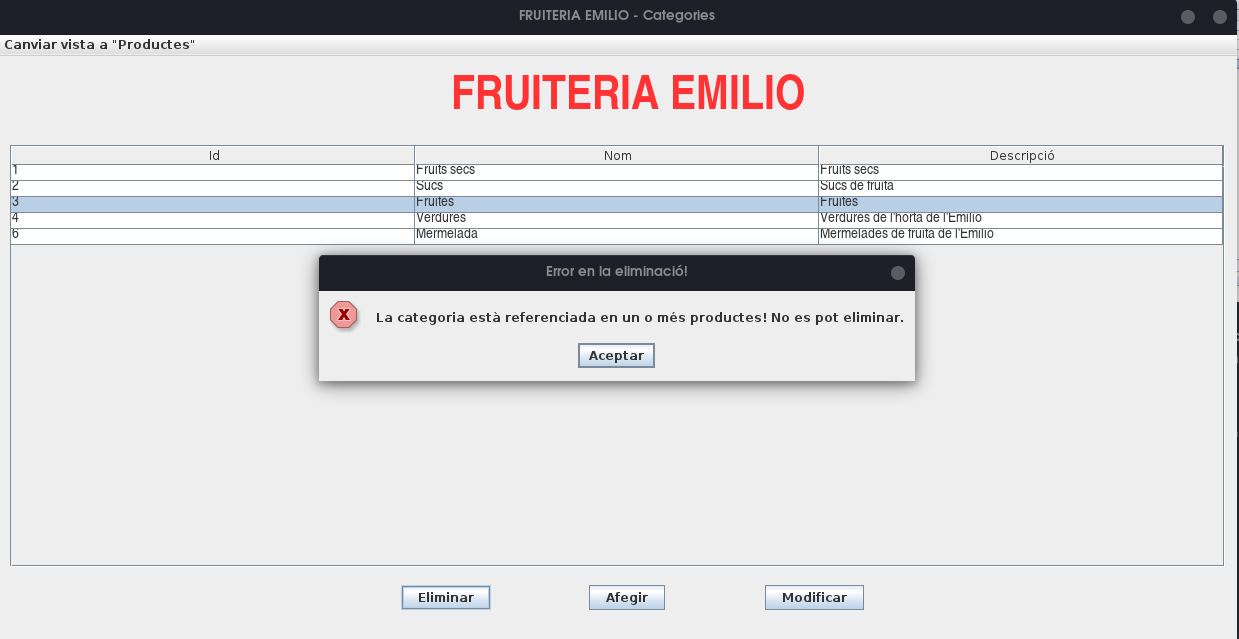 FRUITERIA EMILIO - Categories
Canviar vista a "Productes"
FRUITERIA EMILIO
Id Nom Descripció
1 Fruits secs Fruits secs
2 Sucs Sucs de fruita
3 Fruites Fruites
4 Verdures Verdures de l'horta de l'Emilio
6 Mermelada Mermelades de fruita de l'Emilio
Error en la eliminació!
X
La categoria està referenciada en un o més productes! No es pot eliminar.
Aceptar
Eliminar Afegir Modificar